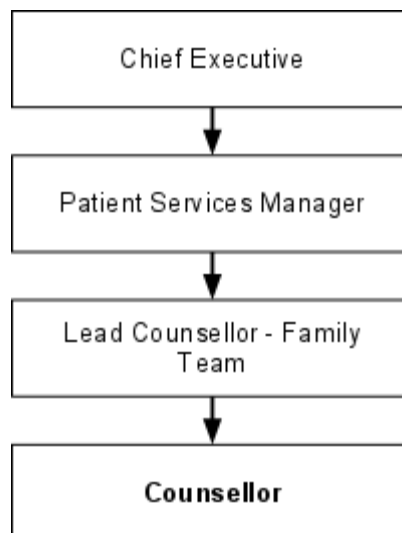 Chief Executive
Patient Services Manager
Lead Counsellor - Family
Team
Counsellor